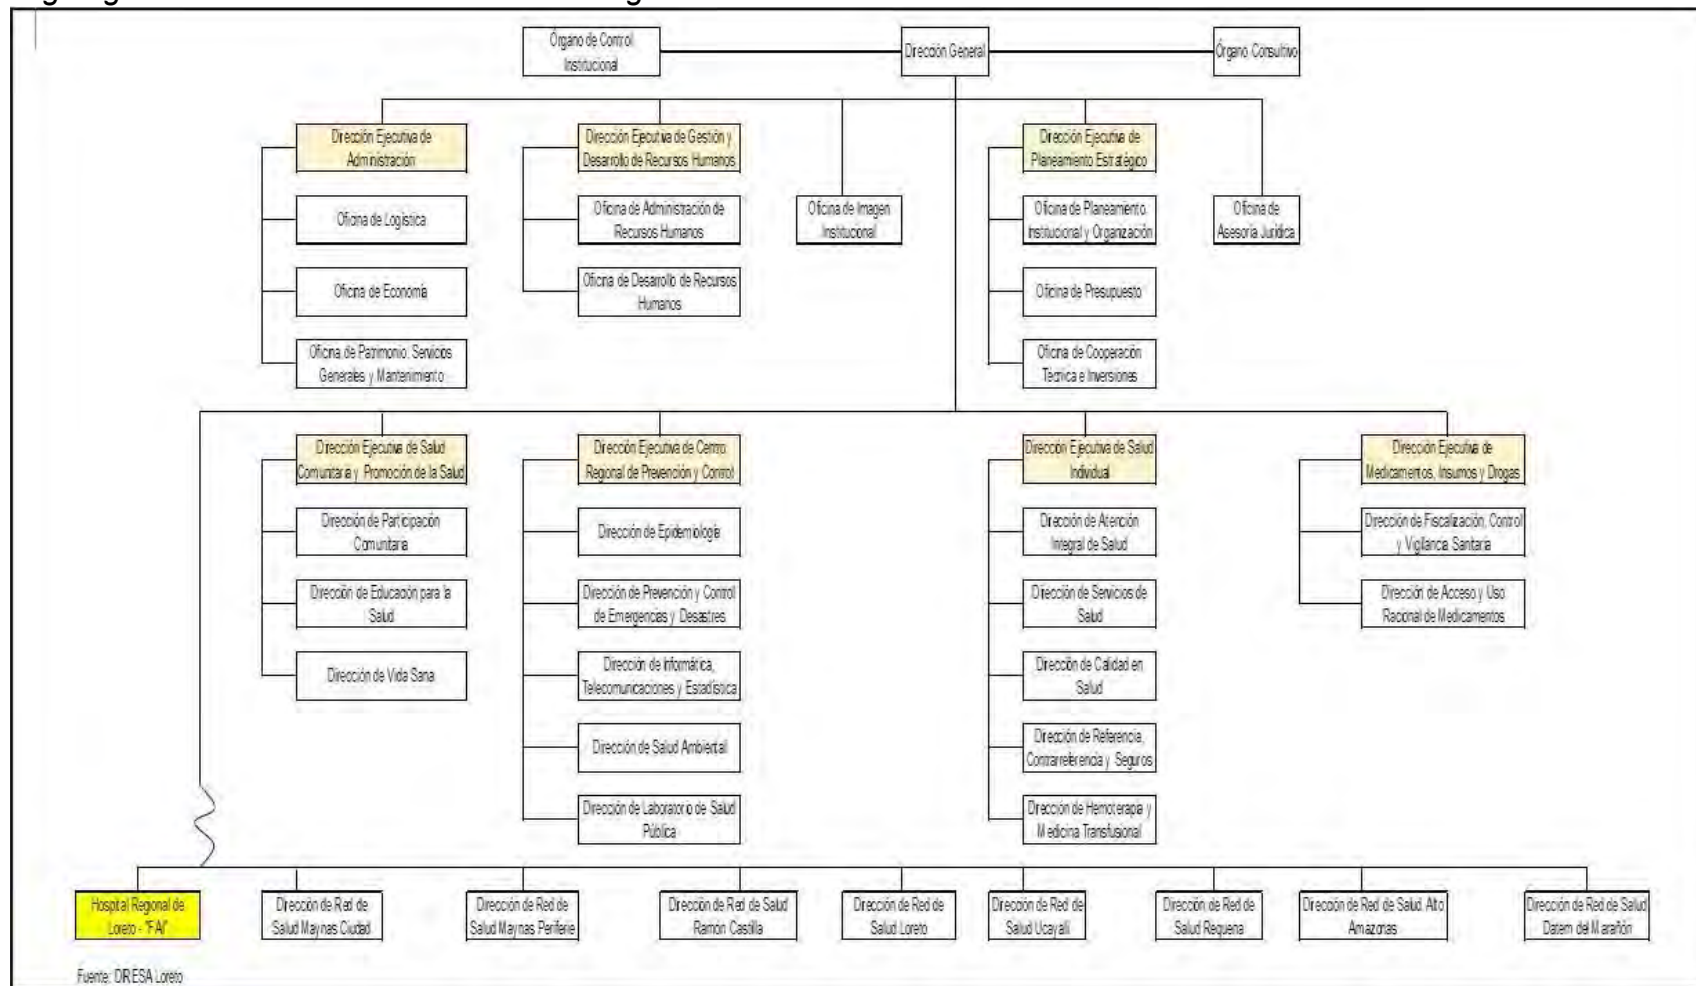 Órgano de Control
Institucional
Dirección General
Órgano Consultivo
Dirección Ejecutiva de
Administración
Dirección Ejecutiva de Gestión y
Desarrollo de Recursos Humanos
Dirección Ejecutiva de
Planeamiento Estratégico
Oficina de Logística
Oficina de Administración de
Recursos Humanos
Oficina de Imagen
Institucional
Oficina de Planeamiento
Institucional y Organización
Oficina de
Asesoría Jurídica
Oficina de Economía
Oficina de Desarrollo de Recursos
Humanos
Oficina de Presupuesto
Oficina de Patrimonio, Servicios
Generales y Mantenimiento
Oficina de Cooperación
Técnica e Inversiones
Dirección Ejecutiva de Salud
Comunitaria y Promoción de la Salud
Dirección Ejecutiva de Centro
Regional de Prevención y Control
Dirección Ejecutiva de Salud
Individual
Dirección Ejecutiva de
Medicamentos, Insumos y Drogas
Dirección de Participación
Comunitaria
Dirección de Epidemiología
Dirección de Atención
Integral de Salud
Dirección de Fiscalización, Control
y Vigilancia Sanitaria
Dirección de Educación para la
Salud
Dirección de Prevención y Control
de Emergencias y Desastres
Dirección de Servicios de
Salud
Dirección de Acceso y Uso
Racional de Medicamentos
Dirección de Vida Sana
Dirección de Informática,
Telecomunicaciones y Estadística
Dirección de Calidad en
Salud
Dirección de Salud Ambiental
Dirección de Referencia,
Contrarreferencia y Seguros
Dirección de Laboratorio de Salud
Pública
Dirección de Hemoterapia y
Medicina Transfusional
Hospital Regional de
Loreto - "FAI"
Dirección de Red de
Salud Maynas Ciudad
Dirección de Red de
Salud Maynas Periferie
Dirección de Red de Salud
Ramón Castilla
Dirección de Red de
Salud Loreto
Dirección de Red de
Salud Ucayali
Dirección de Red de
Salud Requena
Dirección de Red de Salud Alto
Amazonas
Dirección de Red de Salud
Datem del Marañón
Fuente: DIRESA Loreto